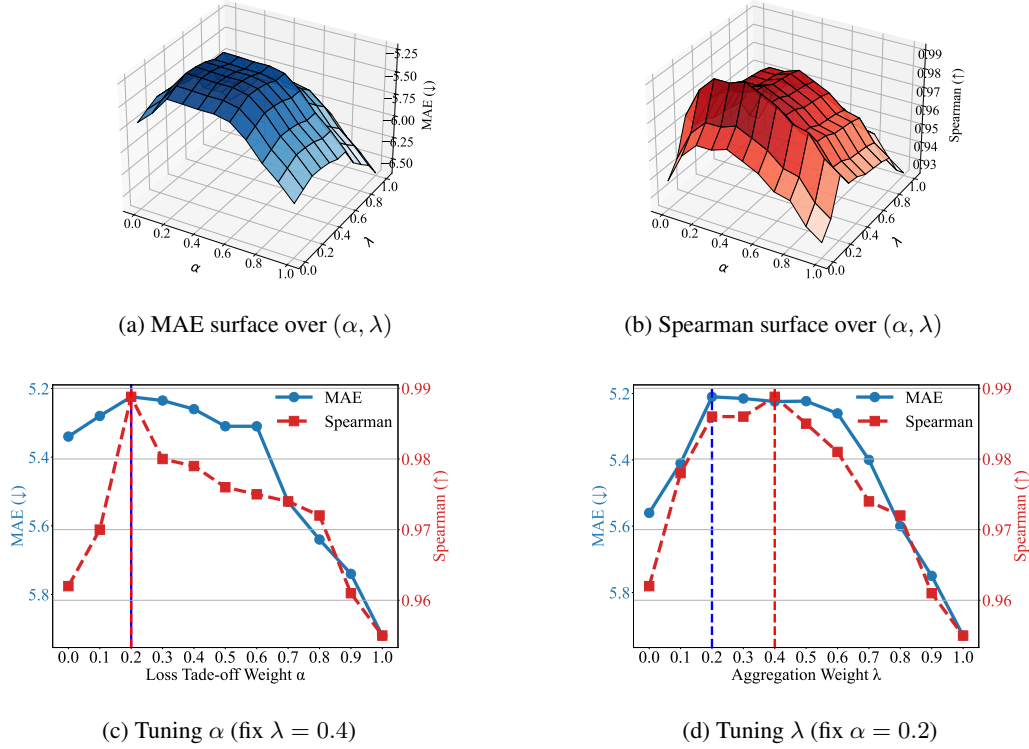 −5.25
−5.50
−5.75
−6.00
−6.25
−6.50
MAE (↓)
0.0
0.2
0.4
0.6
0.8
1.0
α
0.0
0.2
0.4
0.6
0.8
1.0
λ
(a) MAE surface over (α, λ)
0.99
0.98
0.97
0.96
0.95
0.94
0.93
Spearman (↑)
0.0
0.2
0.4
0.6
0.8
1.0
α
0.0
0.2
0.4
0.6
0.8
1.0
λ
(b) Spearman surface over (α, λ)
5.2
5.4
5.6
5.8
MAE (↓)
MAE
Spearman
0.99
0.98
0.97
0.96
Spearman (↑)
0.0 0.1 0.2 0.3 0.4 0.5 0.6 0.7 0.8 0.9 1.0
Loss Tade-off Weight α
(c) Tuning α (fix λ = 0.4)
5.2
5.4
5.6
5.8
MAE (↓)
MAE
Spearman
0.99
0.98
0.97
0.96
Spearman (↑)
0.0 0.1 0.2 0.3 0.4 0.5 0.6 0.7 0.8 0.9 1.0
Aggregation Weight λ
(d) Tuning λ (fix α = 0.2)